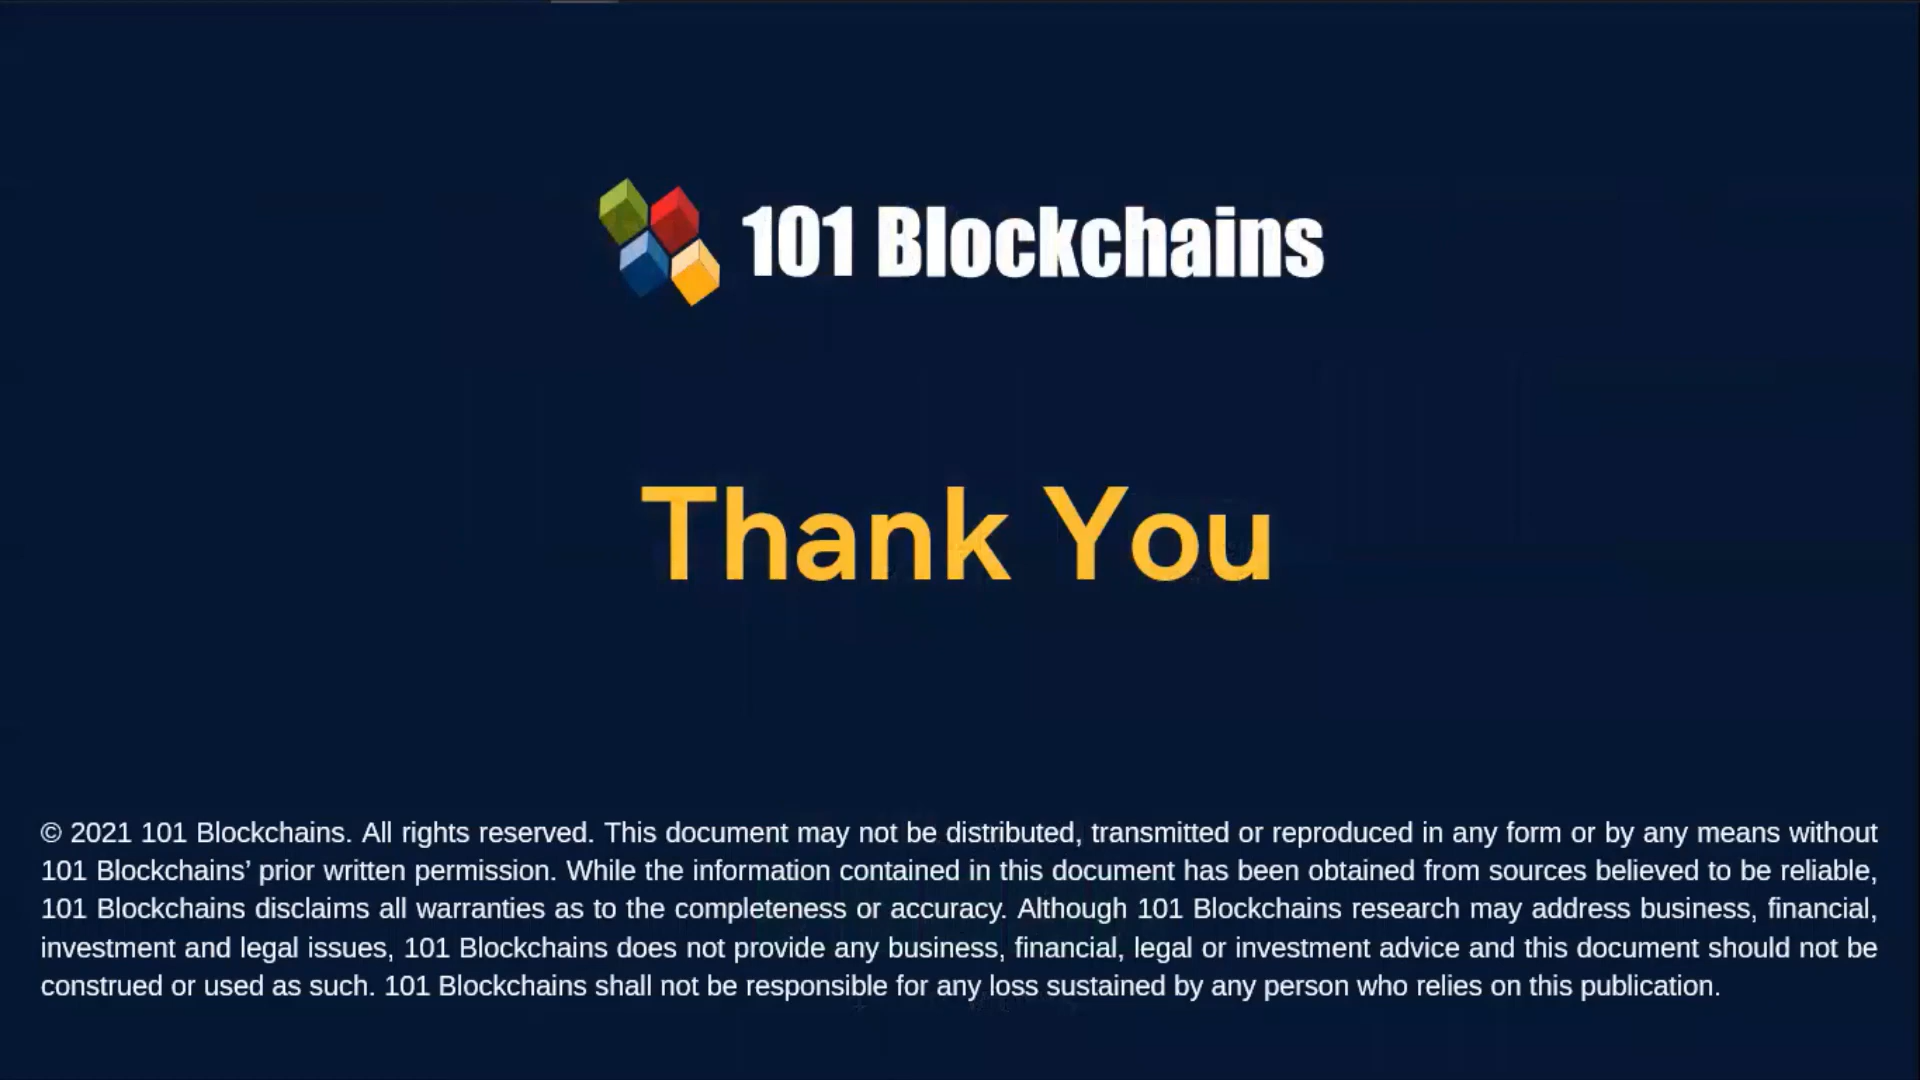 101 Blockchains
Thank You
© 2021 101 Blockchains. All rights reserved. This document may not be distributed, transmitted or reproduced in any form or by any means without
101 Blockchains’ prior written permission. While the information contained in this document has been obtained from sources believed to be reliable,
101 Blockchains disclaims all warranties as to the completeness or accuracy. Although 101 Blockchains research may address business, financial,
investment and legal issues, 101 Blockchains does not provide any business, financial, legal or investment advice and this document should not be
construed or used as such. 101 Blockchains shall not be responsible for any loss sustained by any person who relies on this publication.